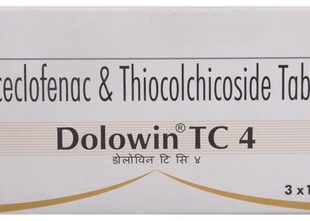 ceclofenac & Thiocolchicoside Tab
Dolowin® TC 4
डोलोविन टि सि ४
3 x 1